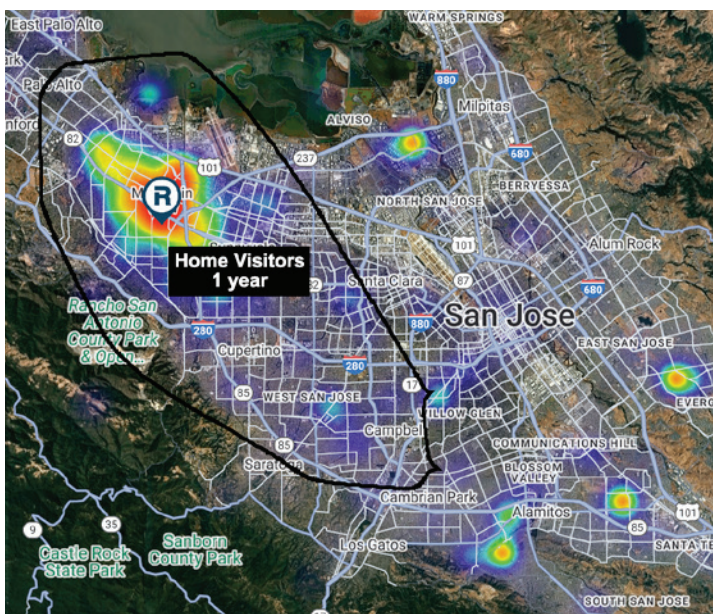 East Palo Alto
Palo Alto
82
101
237
ALVISO
WARM SPRINGS
880
Milpitas
680
NORTH SAN JOSE
BERRYESSA
R
Home Visitors
1 year
Santa Clara
101
87
Alum Rock
680
Rancho San
Antonio
County Park
& Open...
280
880
San Jose
EAST SAN JOSE
Cupertino
280
85
17
WEST SAN JOSE
WILLOW GLEN
EVERG
Campbell
COMMUNICATIONS HILL
85
Saratoga
BLOSSOM
VALLEY
Cambrian Park
Alamitos
85
101
9
35
Sanborn
County Park
Castle Rock
State Park
Los Gatos
SANTA TE
SOUTH SAN JOSE